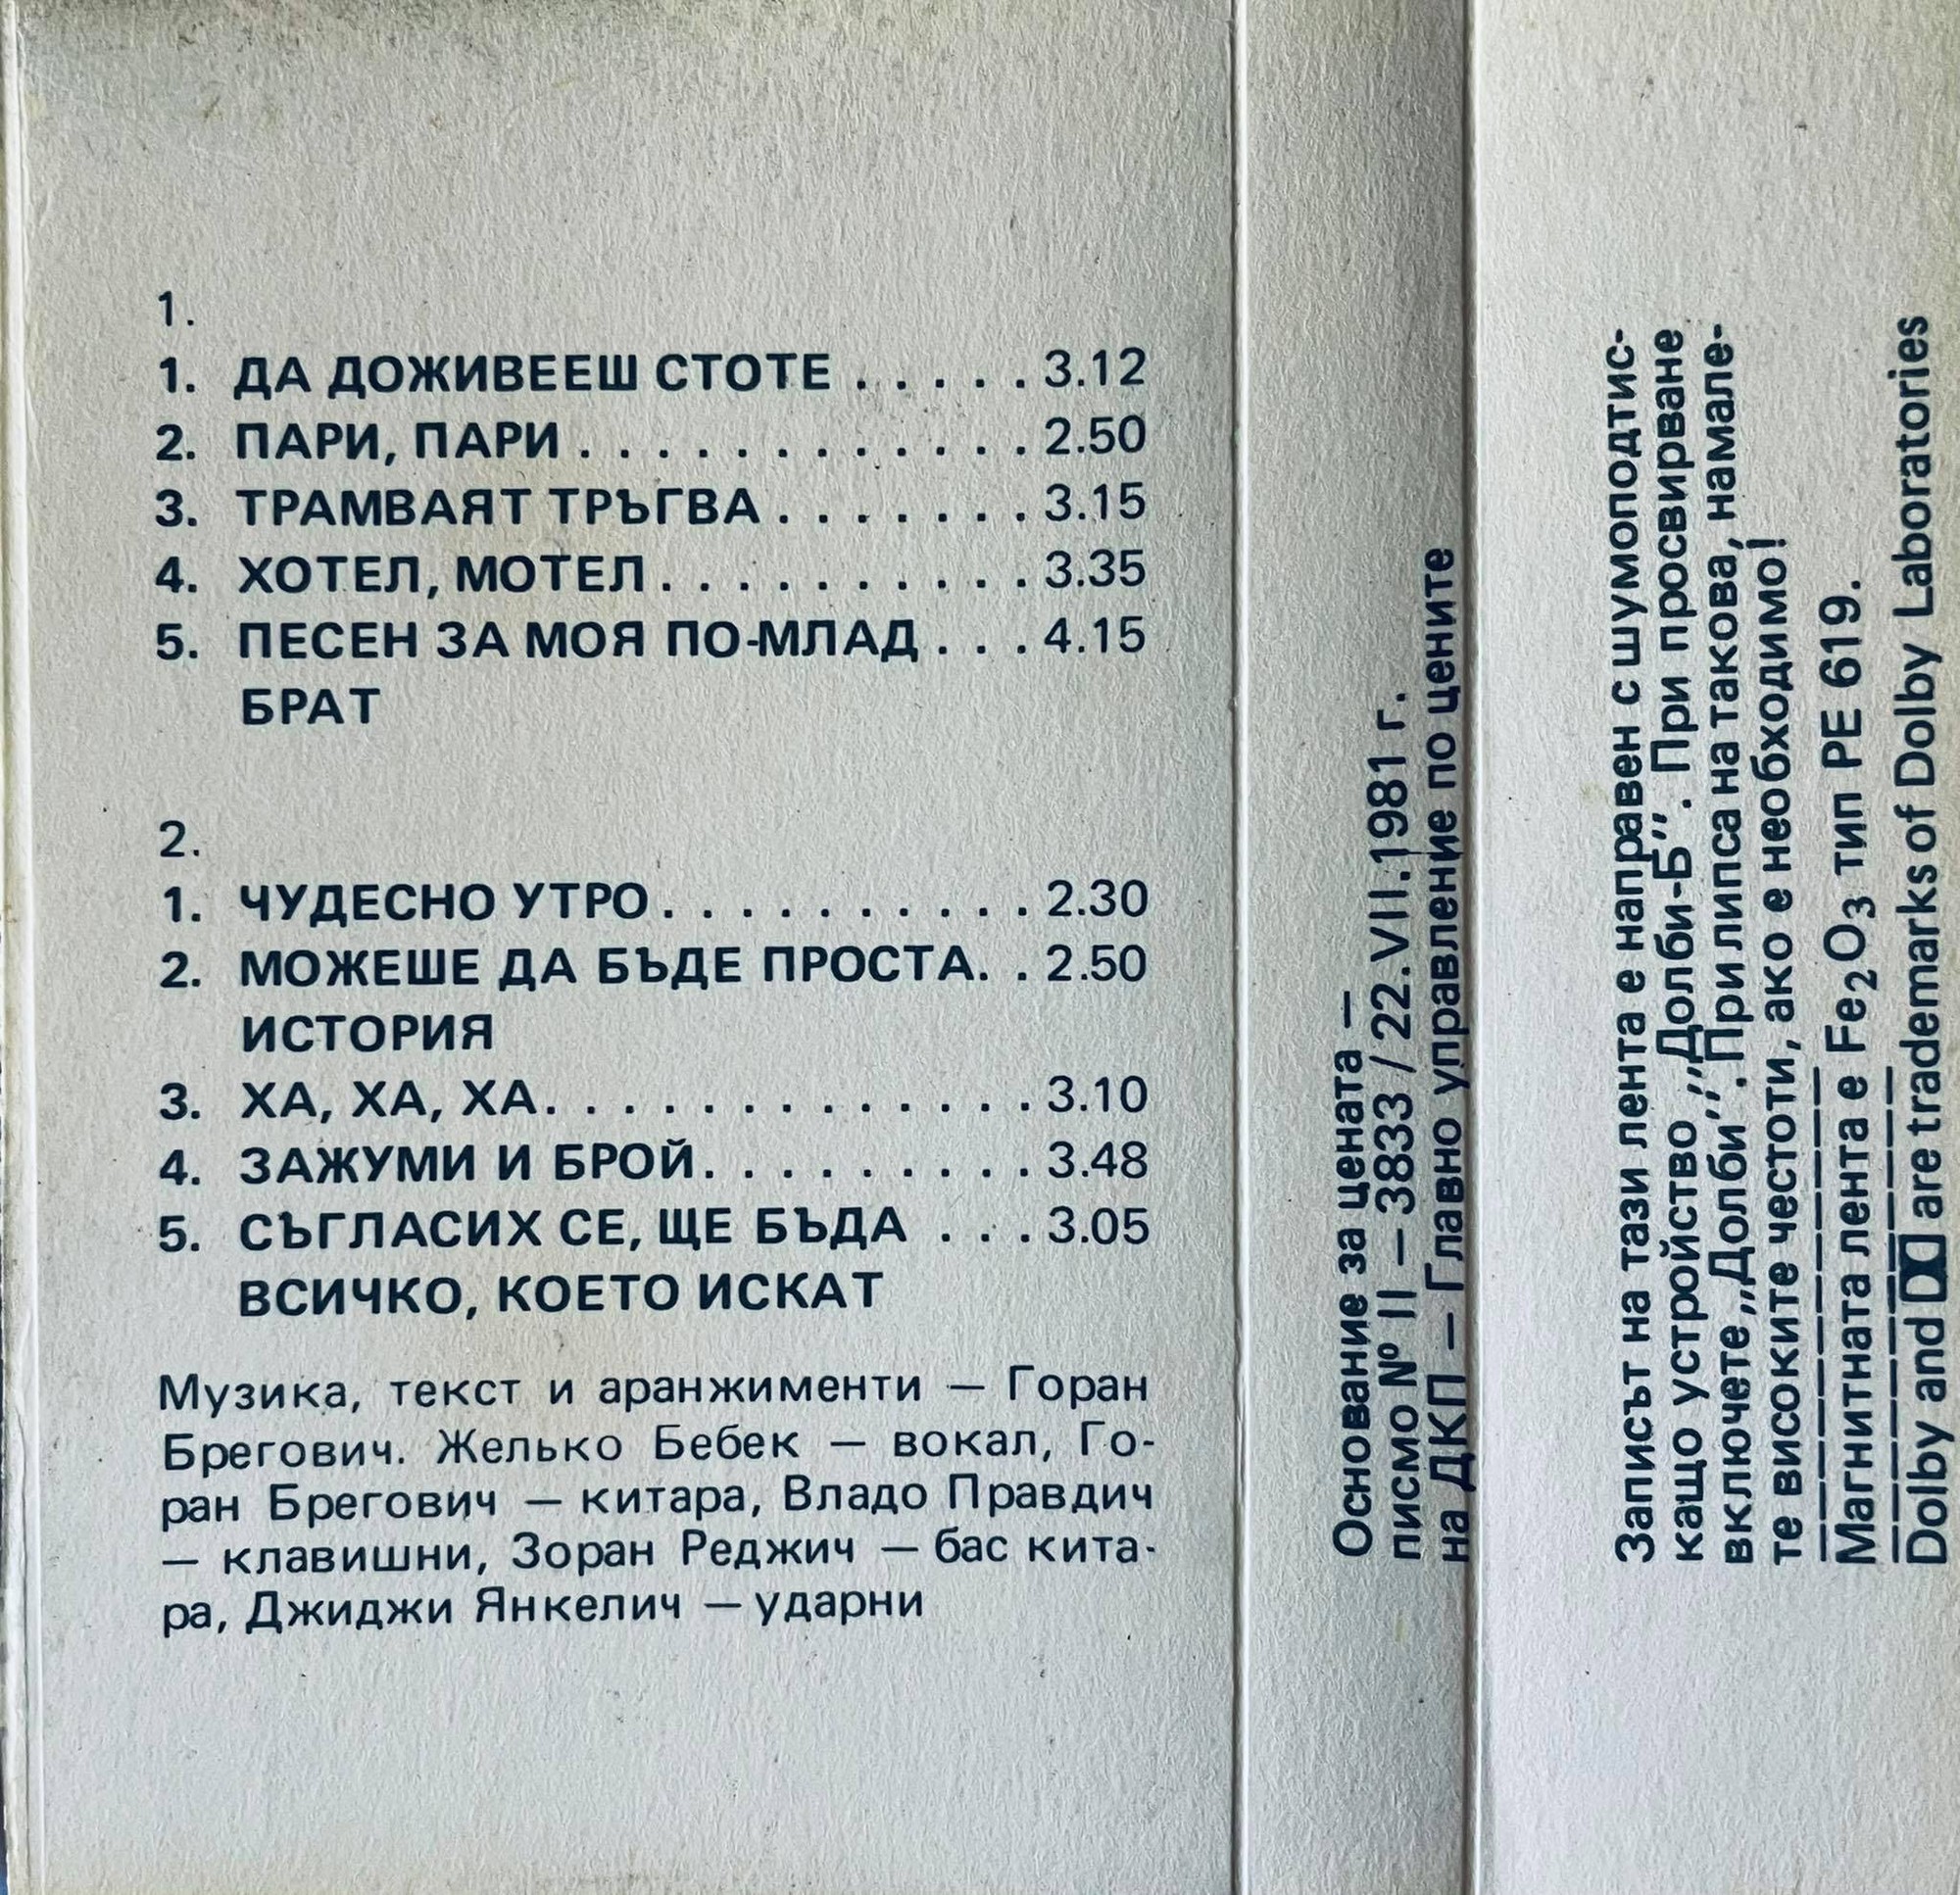 1.
1. ДА ДОЖИВЕЕШ СТОТЕ . . . . . 3.12
2. ПАРИ, ПАРИ . . . . . . . . . . . . 2.50
3. ТРАМВАЯТ ТРЪГВА . . . . . . . 3.15
4. ХОТЕЛ, МОТЕЛ . . . . . . . . . . 3.35
5. ПЕСЕН ЗА МОЯ ПО-МЛАД . . . 4.15
БРАТ
2.
1. ЧУДЕСНО УТРО . . . . . . . . . . 2.30
2. МОЖЕШЕ ДА БЪДЕ ПРОСТА. . 2.50
ИСТОРИЯ
3. ХА, ХА, ХА. . . . . . . . . . . . . 3.10
4. ЗАЖУМИ И БРОЙ. . . . . . . . . 3.48
5. СЪГЛАСИХ СЕ, ЩЕ БЪДА . . . 3.05
ВСИЧКО, КОЕТО ИСКАТ
Музика, текст и аранжименти — Горан
Брегович. Желько Бебек — вокал, Го-
ран Брегович — китара, Владо Правдич
— клавишни, Зоран Реджич — бас кита-
ра, Джиджи Янкелич — ударни
Основание за цената —
писмо № II — 3833 / 22.VII.1981 г.
на ДКП — Главно управление по цените
Записът на тази лента е направен с шумоподтис-
кащо устройство ,,Долби-Б''. При просвирване
включете ,,Долби''. При липса на такова, намале-
те високите честоти, ако е необходимо!
Магнитната лента е Fe₂O₃ тип PE 619.
Dolby and are trademarks of Dolby Laboratories